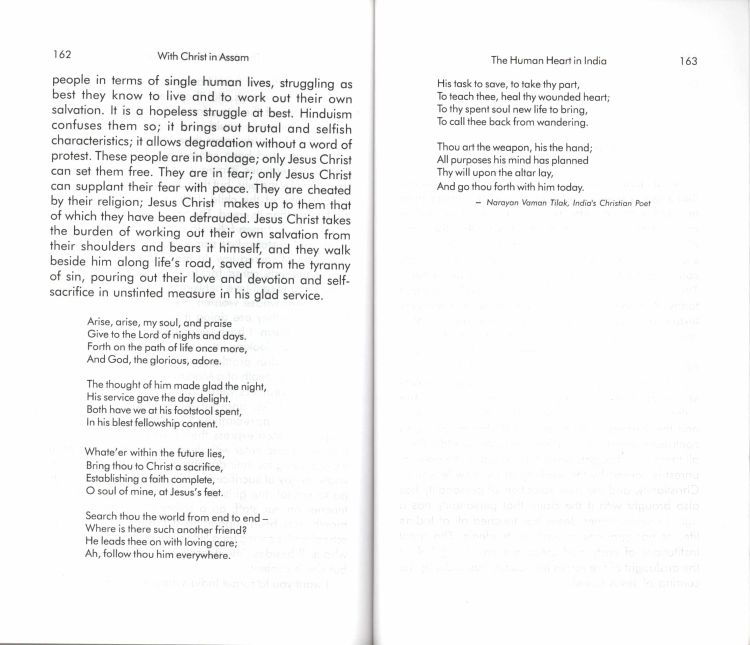 162
With Christ in Assam
people in terms of single human lives, struggling as
best they know to live and to work out their own
salvation. It is a hopeless struggle at best. Hinduism
confuses them so; it brings out brutal and selfish
characteristics; it allows degradation without a word of
protest. These people are in bondage; only Jesus Christ
can set them free. They are in fear; only Jesus Christ
can supplant their fear with peace. They are cheated
by their religion; Jesus Christ makes up to them that
of which they have been defrauded. Jesus Christ takes
the burden of working out their own salvation from
their shoulders and bears it himself, and they walk
beside him along life's road, saved from the tyranny
of sin, pouring out their love and devotion and self-
sacrifice in unstinted measure in his glad service.
Arise, arise, my soul, and praise
Give to the Lord of nights and days.
Forth on the path of life once more,
And God, the glorious, adore.
The thought of him made glad the night,
His service gave the day delight.
Both have we at his footstool spent,
In his blest fellowship content.
Whate'er within the future lies,
Bring thou to Christ a sacrifice,
Establishing a faith complete,
O soul of mine, at Jesus's feet.
Search thou the world from end to end –
Where is there such another friend?
He leads thee on with loving care;
Ah, follow thou him everywhere.
The Human Heart in India
163
His task to save, to take thy part,
To teach thee, heal thy wounded heart;
To thy spent soul new life to bring,
To call thee back from wandering.
Thou art the weapon, his the hand;
All purposes his mind has planned
Thy will upon the altar lay,
And go thou forth with him today.
– Narayan Vaman Tilak, India's Christian Poet